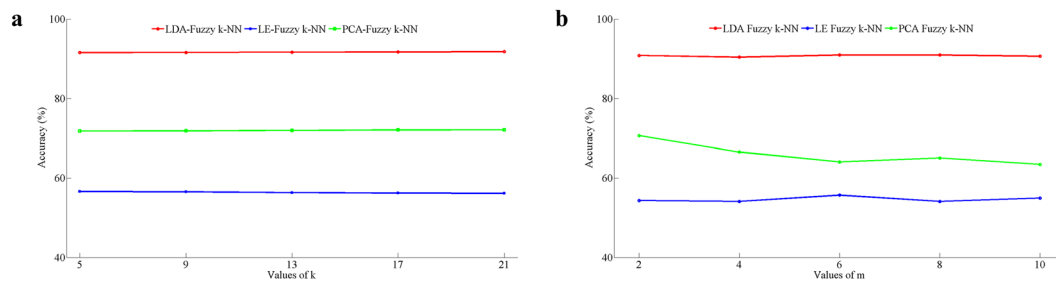 a
LDA-Fuzzy k-NN LE-Fuzzy k-NN PCA-Fuzzy k-NN
100
80
60
40
Accuracy (%)
5 9 13 17 21
Values of k
b
LDA Fuzzy k-NN LE Fuzzy k-NN PCA Fuzzy k-NN
100
80
60
40
Accuracy (%)
2 4 6 8 10
Values of m